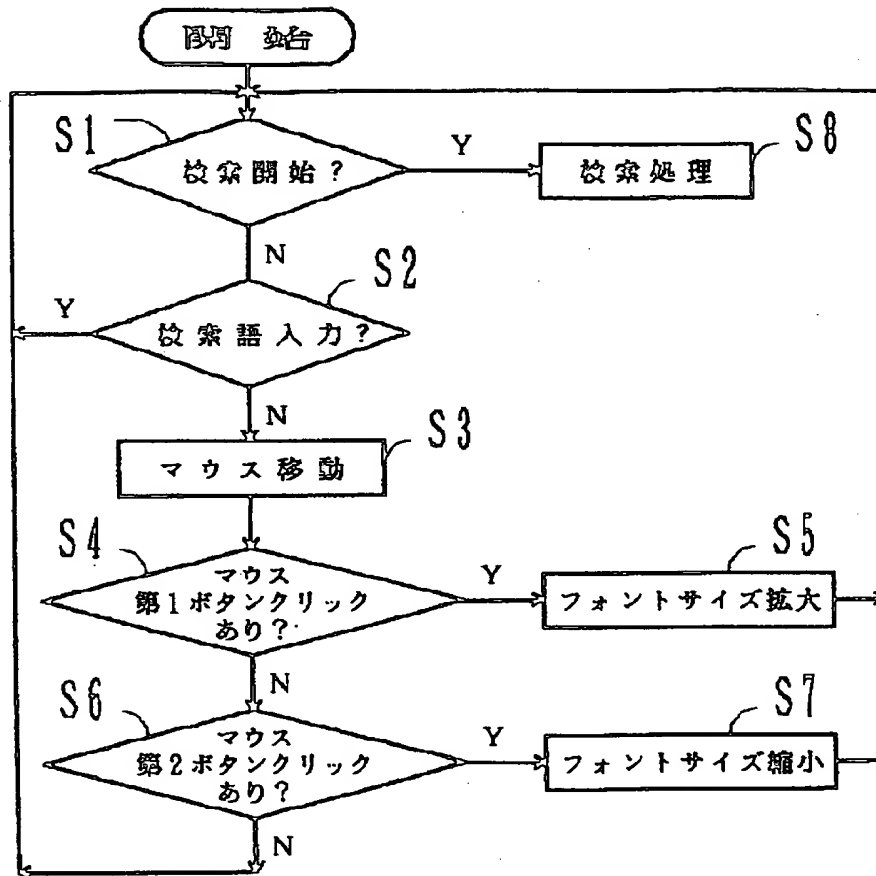 開始
S1
検索開始?
Y
S8
検索処理
N
S2
Y
検索語入力?
N
S3
マウス移動
S4
マウス
第1ボタンクリック
あり?
Y
S5
フォントサイズ拡大
N
S6
マウス
第2ボタンクリック
あり?
Y
S7
フォントサイズ縮小
N